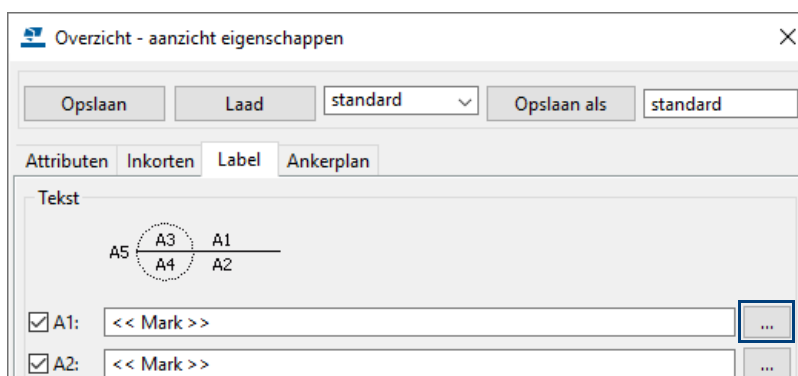 Overzicht - aanzicht eigenschappen
Opslaan Laad standard Opslaan als standard
Attributen Inkorten Label Ankerplan
Tekst
A5 A3 A1
A4 A2
A1: << Mark >> ...
A2: << Mark >> ...